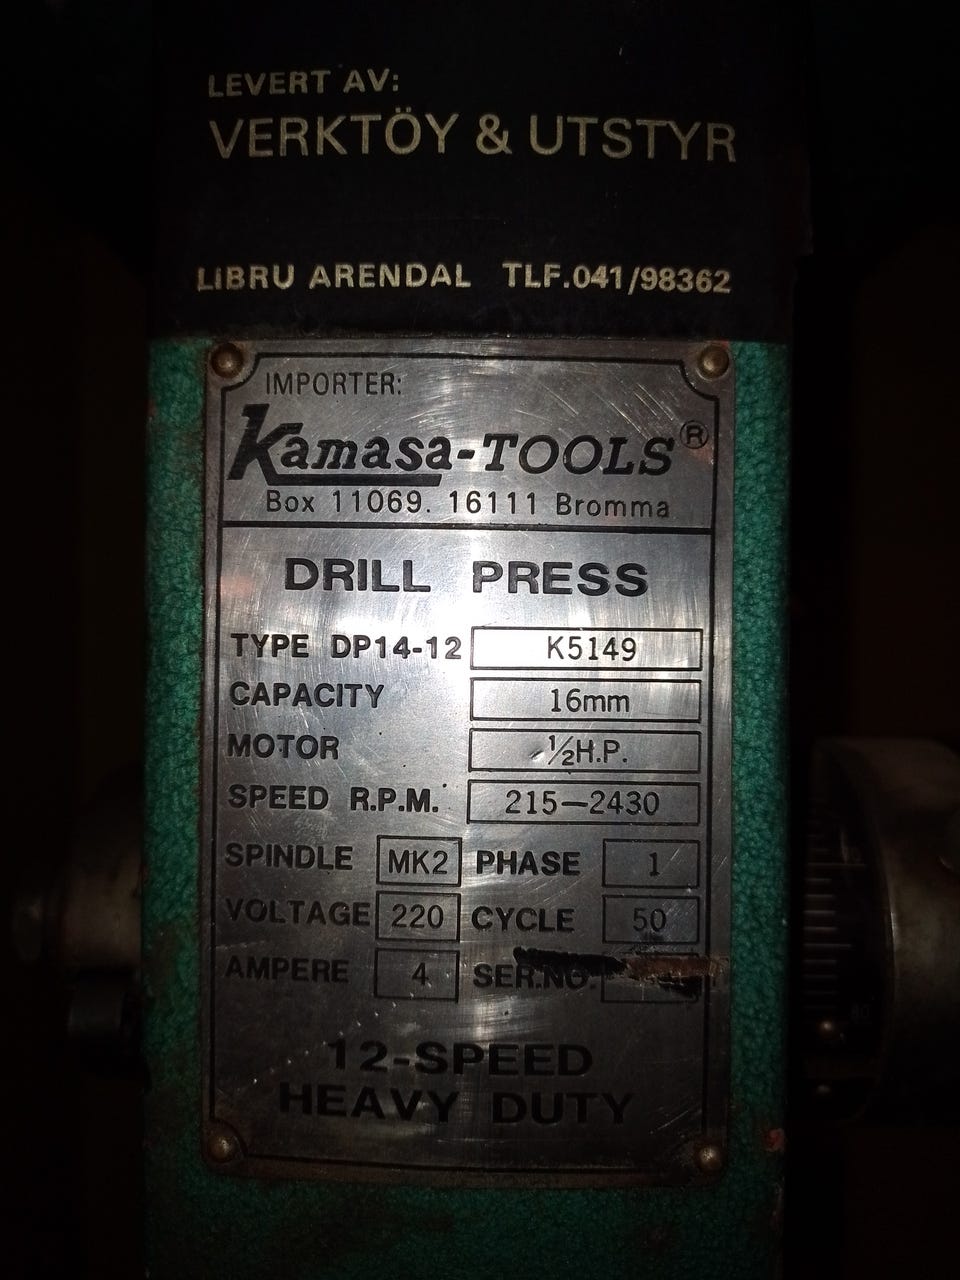 LEVERT AV:
VERKTÖY & UTSTYR
LIBRU ARENDAL TLF.041/98362
IMPORTER:
Kamasa-TOOLS®
Box 11069. 16111 Bromma
DRILL PRESS
TYPE DP14-12 K5149
CAPACITY 16mm
MOTOR ½H.P.
SPEED R.P.M. 215—2430
SPINDLE MK2 PHASE 1
VOLTAGE 220 CYCLE 50
AMPERE 4 SER.NO.
12-SPEED
HEAVY DUTY
80